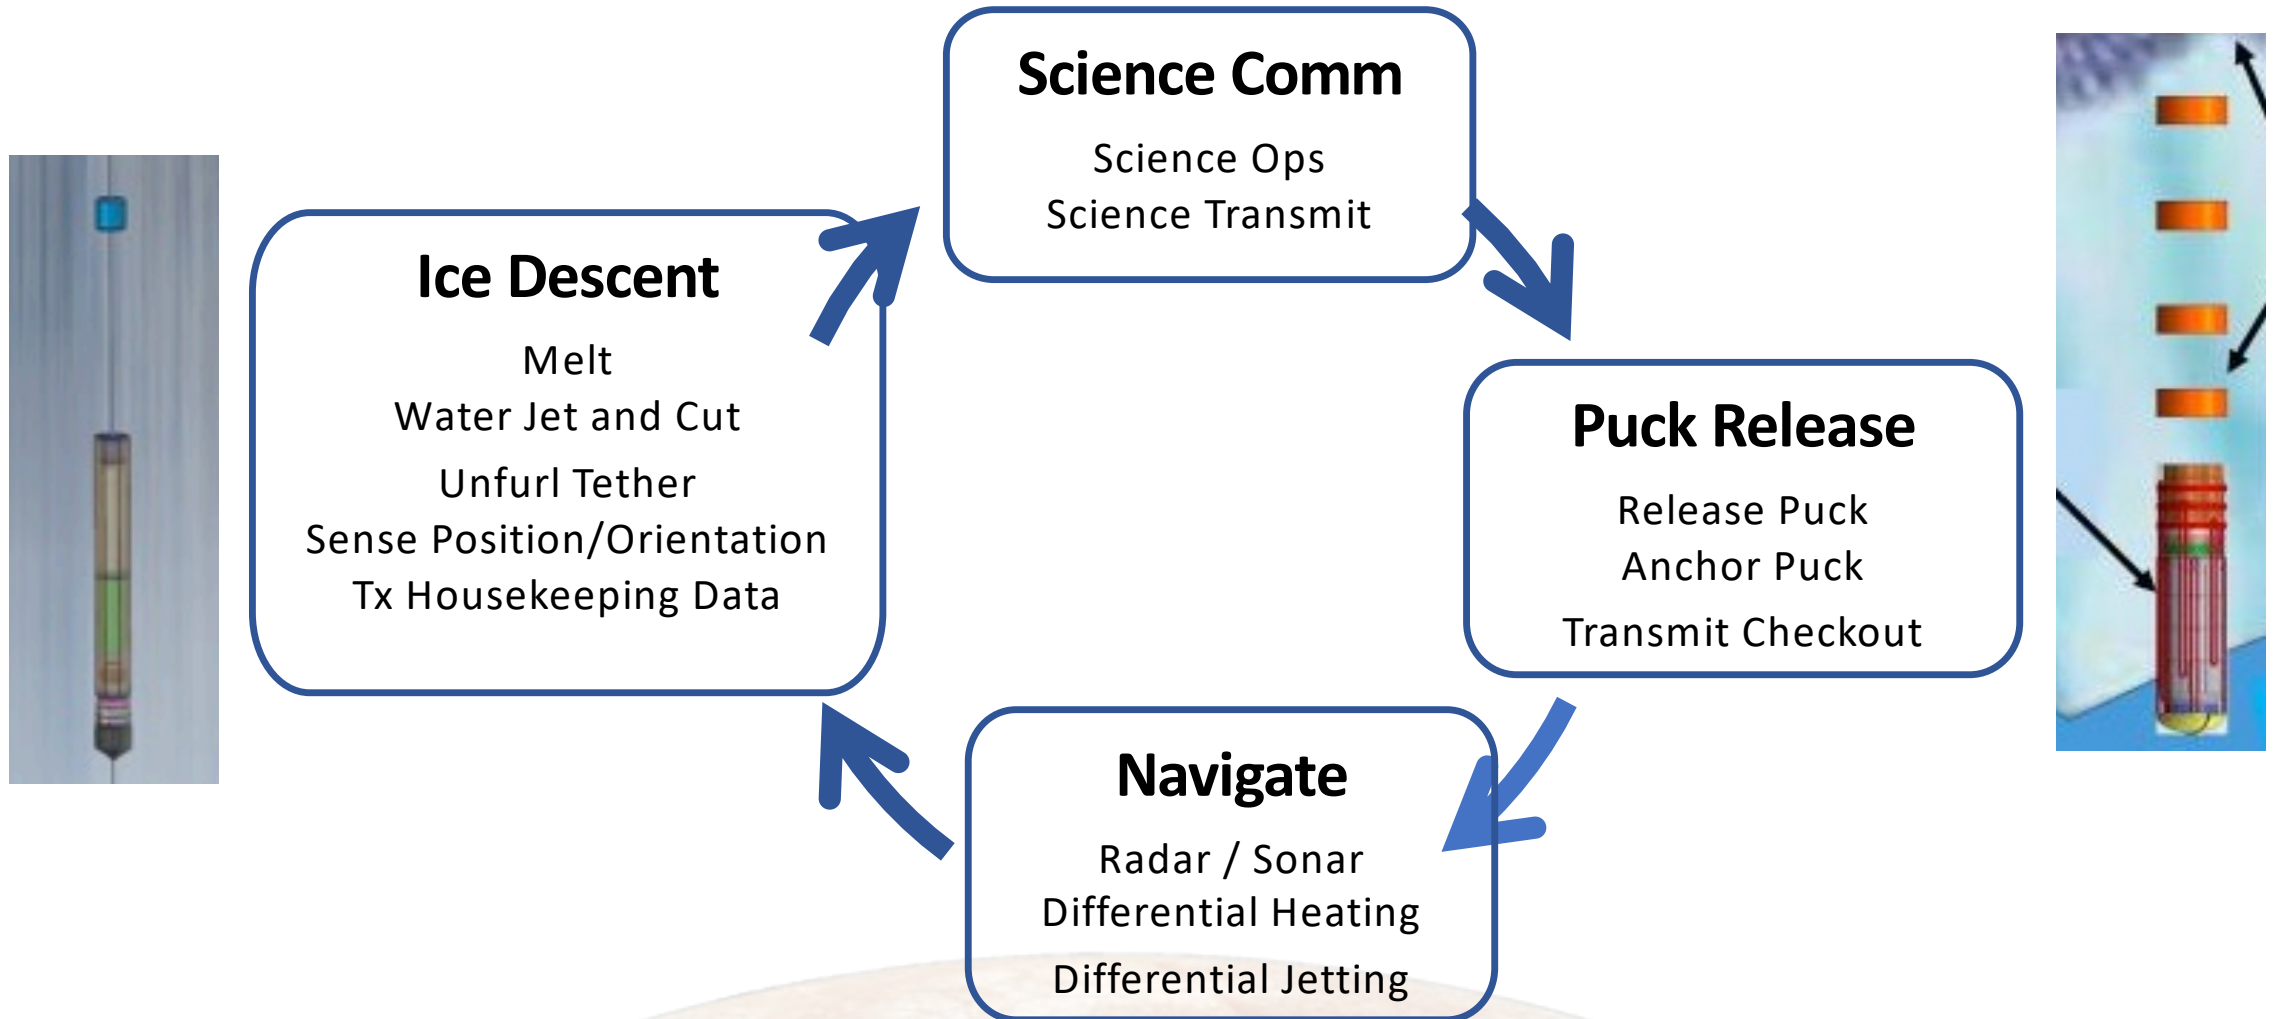 Science Comm
Science Ops
Science Transmit
Ice Descent
Melt
Water Jet and Cut
Unfurl Tether
Sense Position/Orientation
Tx Housekeeping Data
Puck Release
Release Puck
Anchor Puck
Transmit Checkout
Navigate
Radar / Sonar
Differential Heating
Differential Jetting